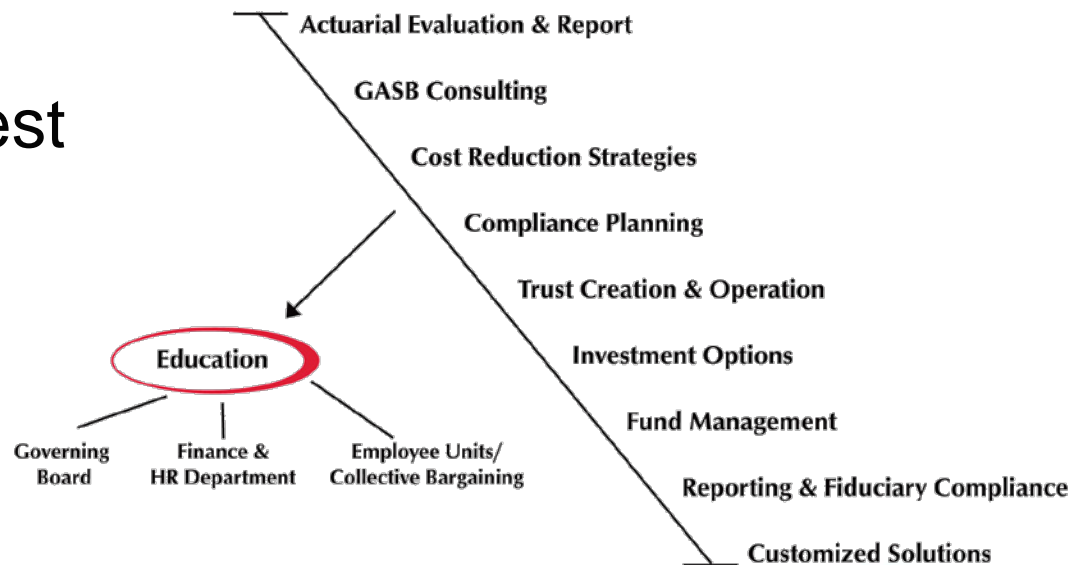 Actuarial Evaluation & Report
GASB Consulting
est
Cost Reduction Strategies
Compliance Planning
Trust Creation & Operation
Investment Options
Education
Fund Management
Governing
Board
Finance &
HR Department
Employee Units/
Collective Bargaining
Reporting & Fiduciary Compliance
Customized Solutions